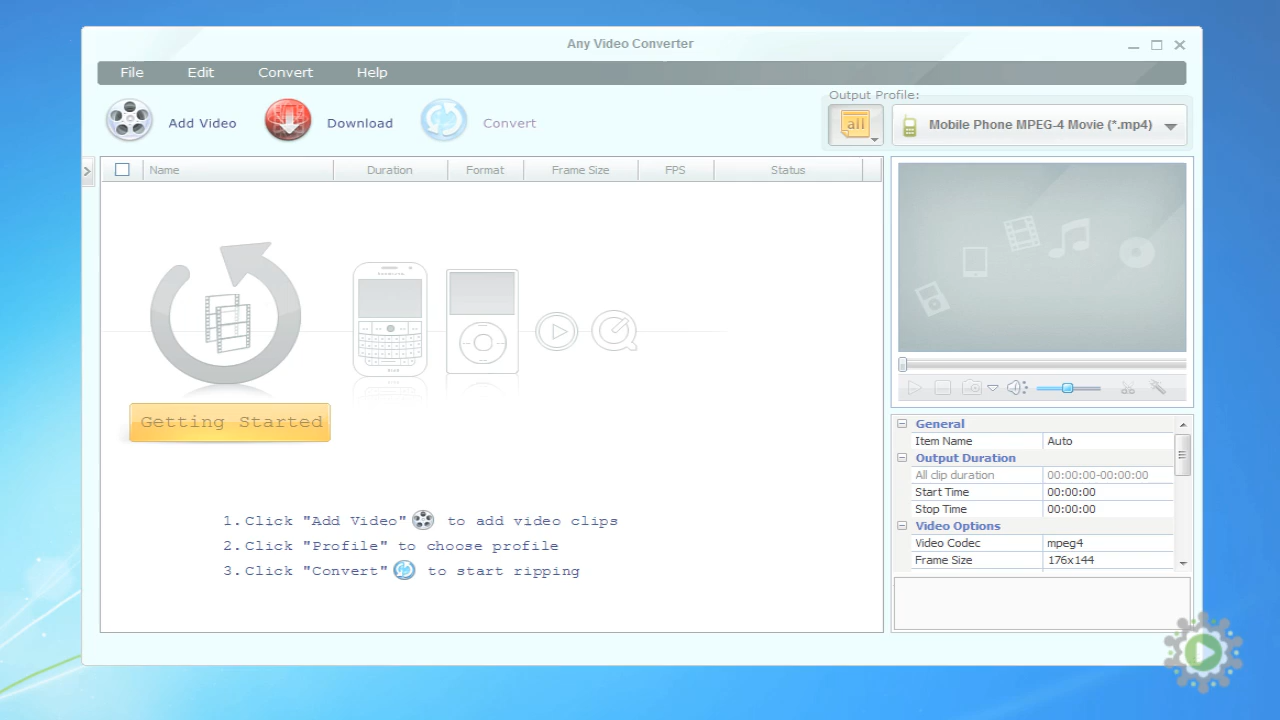 Any Video Converter
File Edit Convert Help
Output Profile:
Add Video Download Convert
all Mobile Phone MPEG-4 Movie (*.mp4)
Name Duration Format Frame Size FPS Status
Getting Started
1.Click "Add Video" to add video clips
2.Click "Profile" to choose profile
3.Click "Convert" to start ripping
General
Item Name Auto
Output Duration
All clip duration 00:00:00-00:00:00
Start Time 00:00:00
Stop Time 00:00:00
Video Options
Video Codec mpeg4
Frame Size 176x144